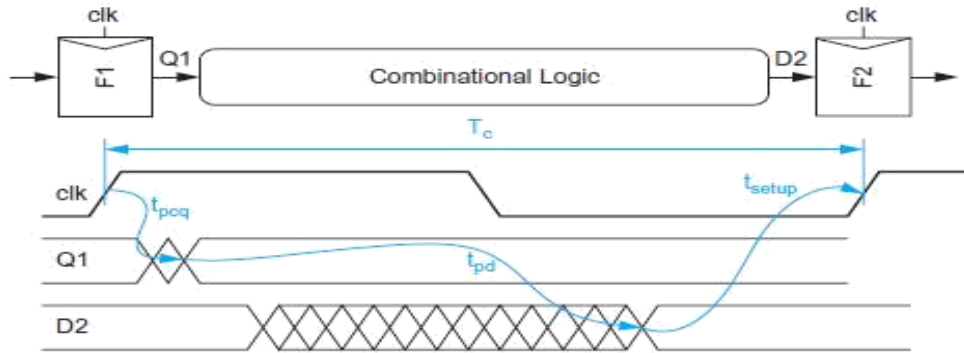 clk clk
F1 Q1 Combinational Logic D2 F2
Tc
clk tpcq tsetup
Q1 tpd
D2